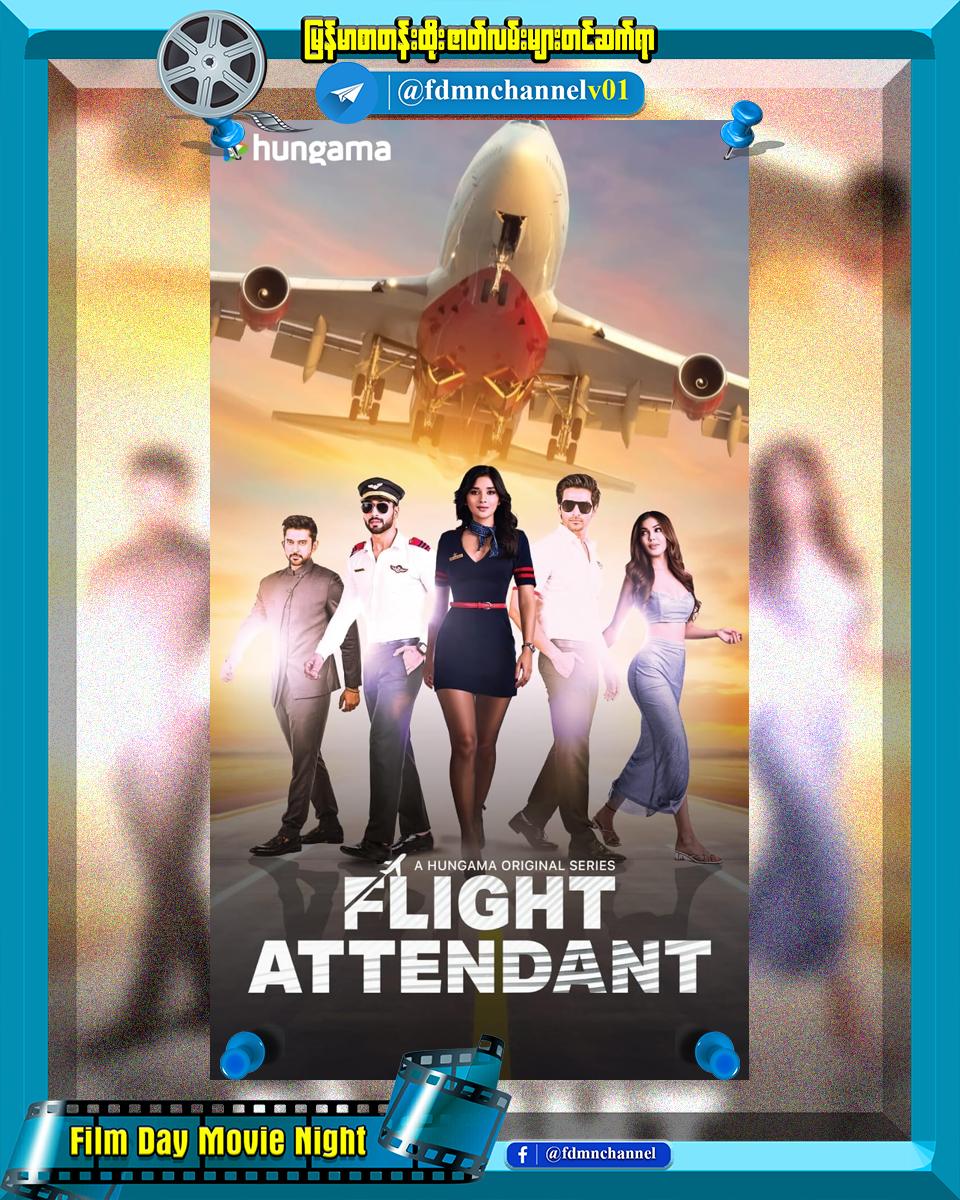 မြန်မာစာတန်းထိုးဇာတ်လမ်းများတင်ဆက်ရာ
@fdmnchannelv01
hungama
A HUNGAMA ORIGINAL SERIES
FLIGHT
ATTENDANT
Film Day Movie Night
f @fdmnchannel